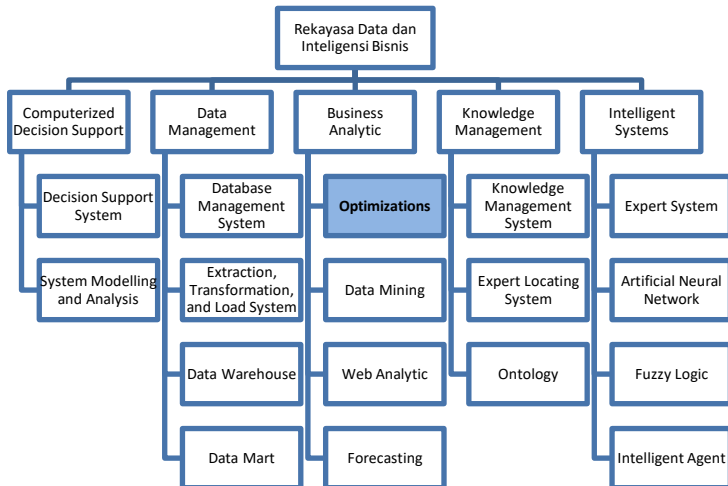 Rekayasa Data dan
Inteligensi Bisnis
Computerized
Decision Support
Data
Management
Business
Analytic
Knowledge
Management
Intelligent
Systems
Decision Support
System
Database
Management
System
Optimizations
Knowledge
Management
System
Expert System
System Modelling
and Analysis
Extraction,
Transformation,
and Load System
Data Mining
Expert Locating
System
Artificial Neural
Network
Data Warehouse
Web Analytic
Ontology
Fuzzy Logic
Data Mart
Forecasting
Intelligent Agent